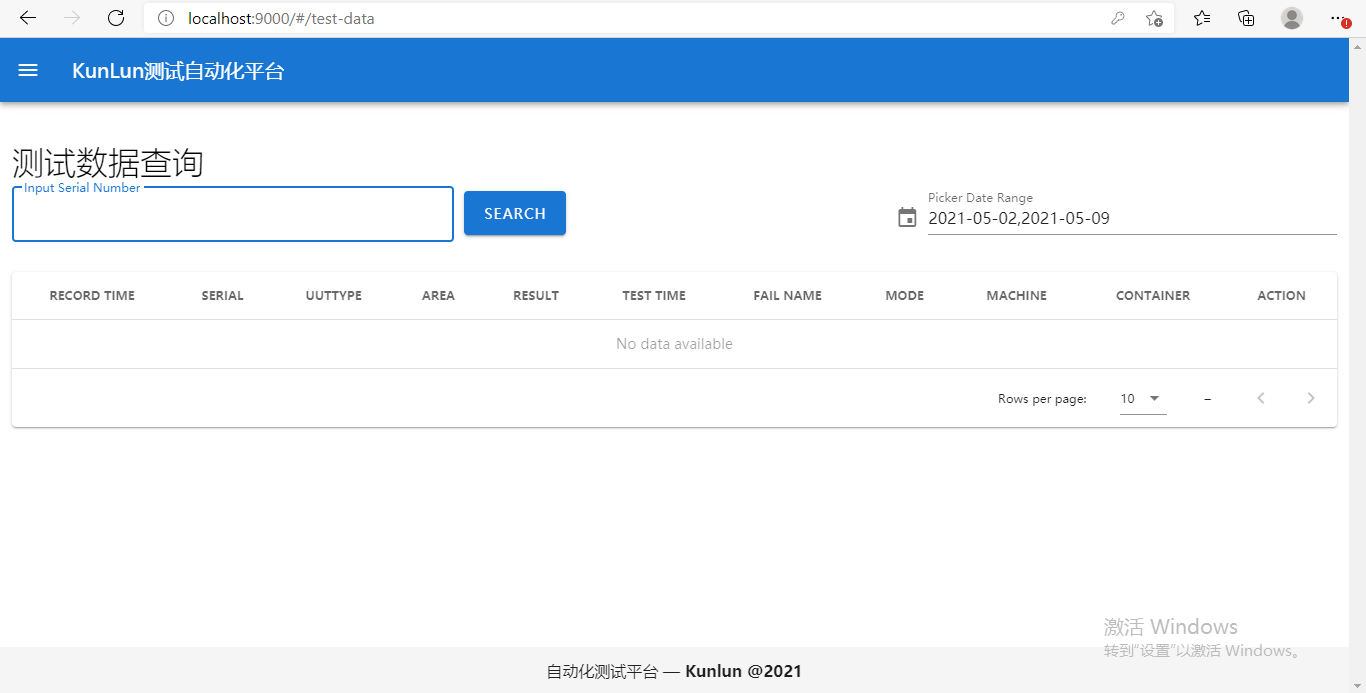 localhost:9000/#/test-data
KunLun测试自动化平台
测试数据查询
Input Serial Number
SEARCH
Picker Date Range
2021-05-02,2021-05-09
RECORD TIME SERIAL UUTTYPE AREA RESULT TEST TIME FAIL NAME MODE MACHINE CONTAINER ACTION
No data available
Rows per page: 10 –
激活 Windows
转到"设置"以激活 Windows。
自动化测试平台 — Kunlun @2021